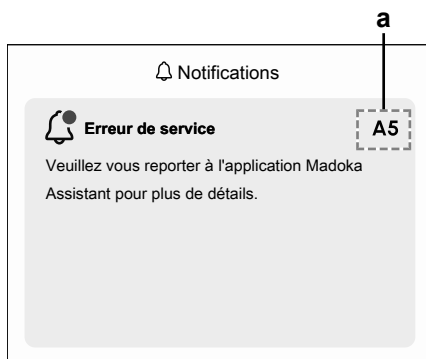 a
Notifications
Erreur de service A5
Veuillez vous reporter à l'application Madoka
Assistant pour plus de détails.